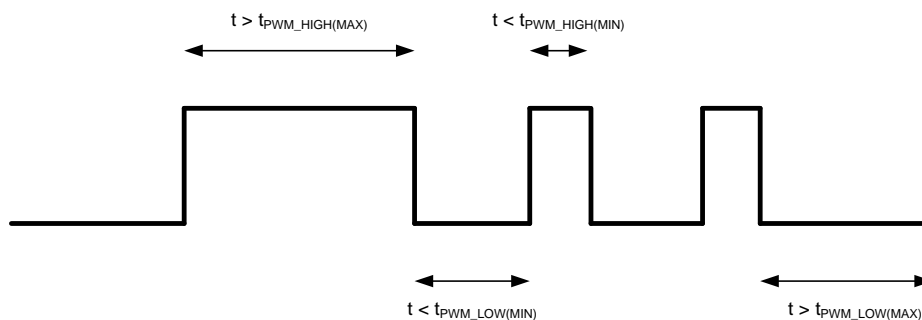 t > tPWM_HIGH(MAX)
t < tPWM_HIGH(MIN)
t < tPWM_LOW(MIN)
t > tPWM_LOW(MAX)